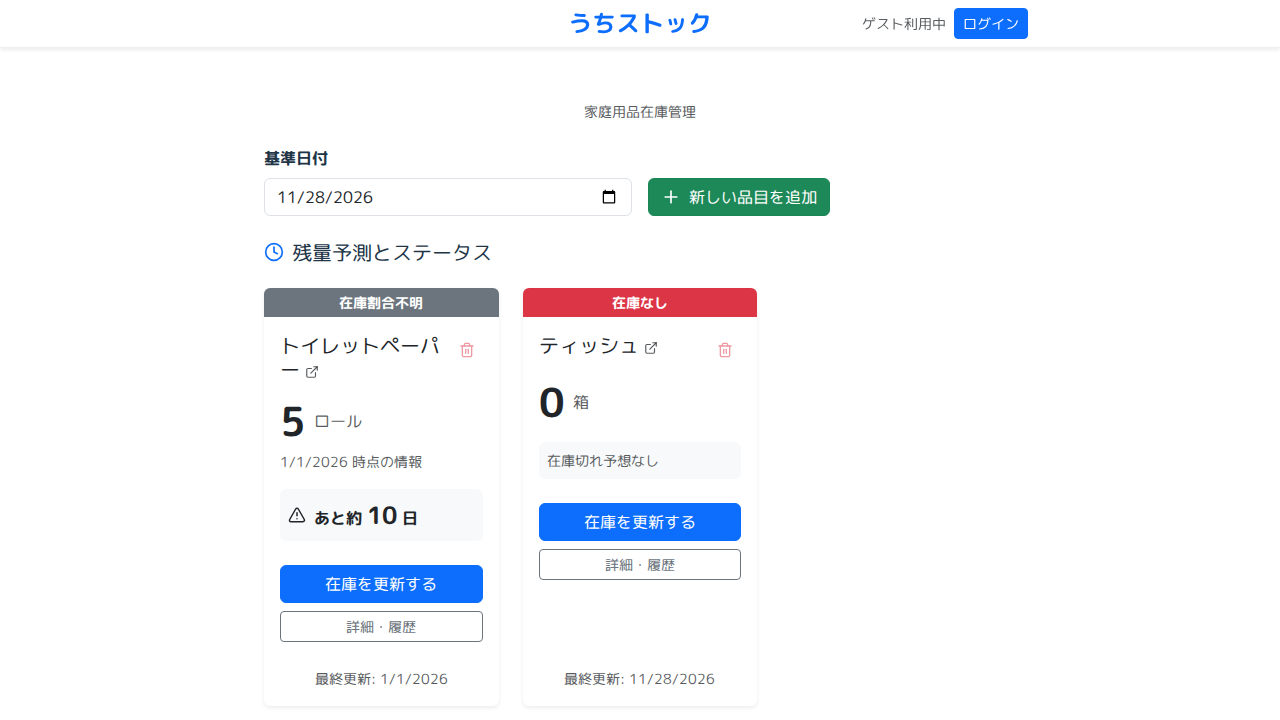 うちストック
ゲスト利用中
ログイン
家庭用品在庫管理
基準日付
11/28/2026
新しい品目を追加
残量予測とステータス
在庫割合不明
トイレットペーパ
ー
5 ロール
1/1/2026 時点の情報
あと約 10 日
在庫を更新する
詳細・履歴
最終更新: 1/1/2026
在庫なし
ティッシュ
0 箱
在庫切れ予想なし
在庫を更新する
詳細・履歴
最終更新: 11/28/2026